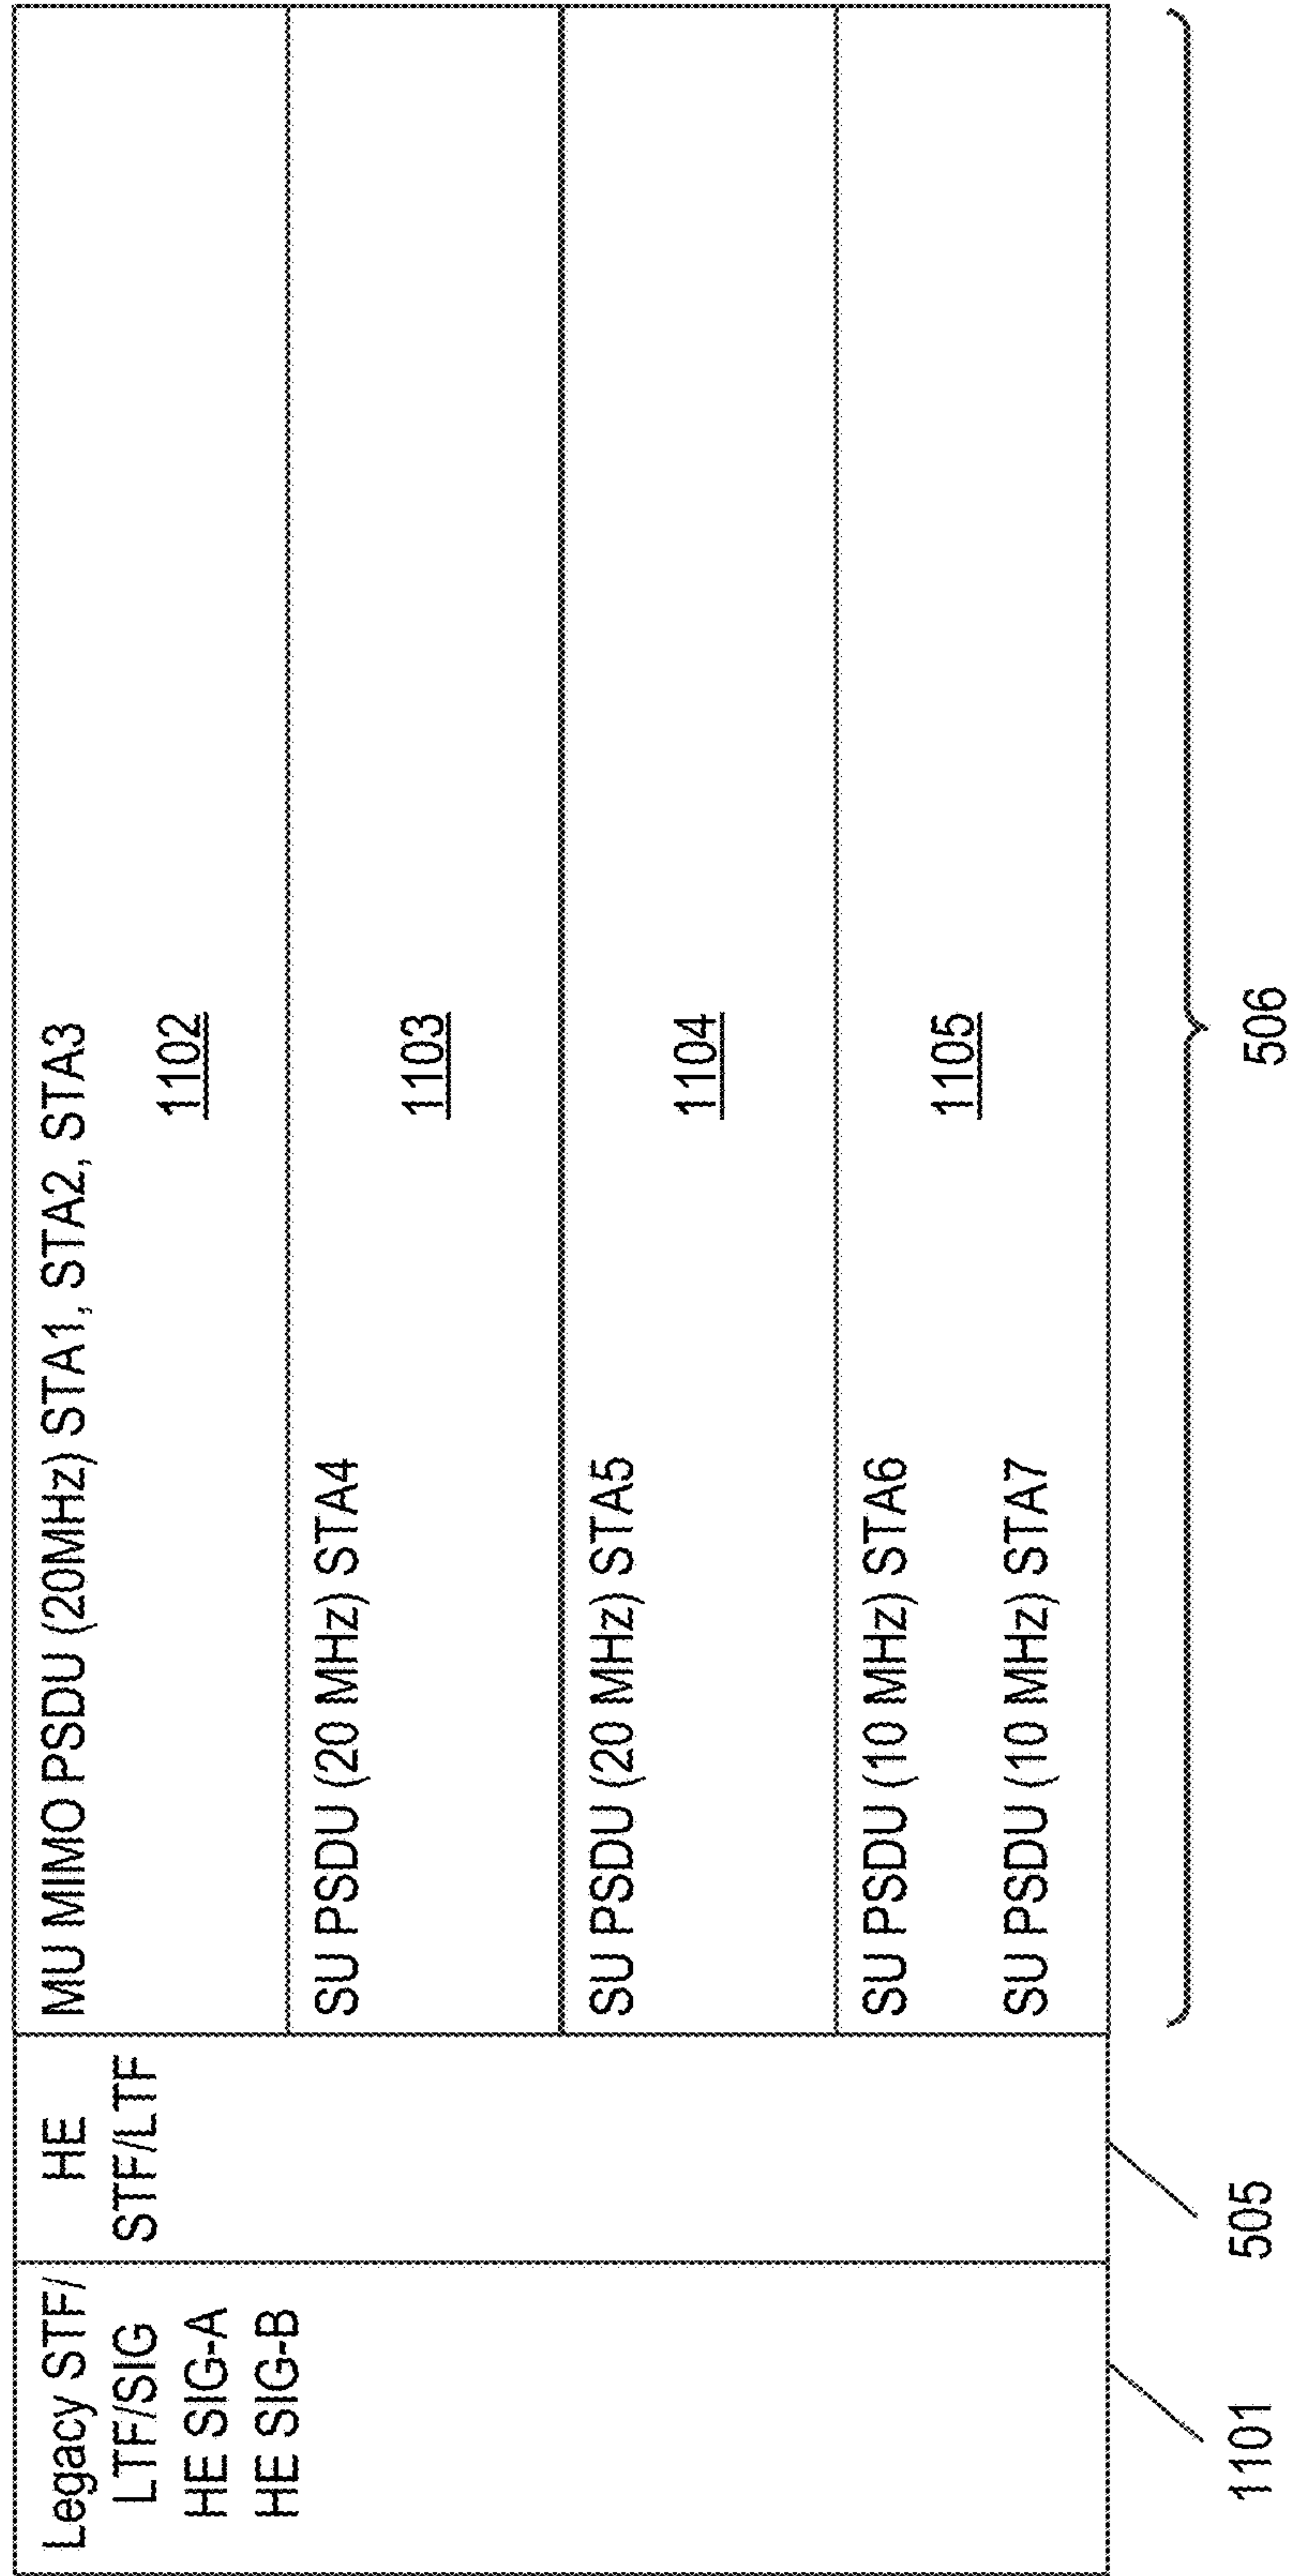 Legacy STF/
LTF/SIG
HE SIG-A
HE SIG-B
HE
STF/LTF
MU MIMO PSDU (20MHz) STA1, STA2, STA3
1102
SU PSDU (20 MHz) STA4
1103
SU PSDU (20 MHz) STA5
1104
SU PSDU (10 MHz) STA6
1105
SU PSDU (10 MHz) STA7
1101
505
506